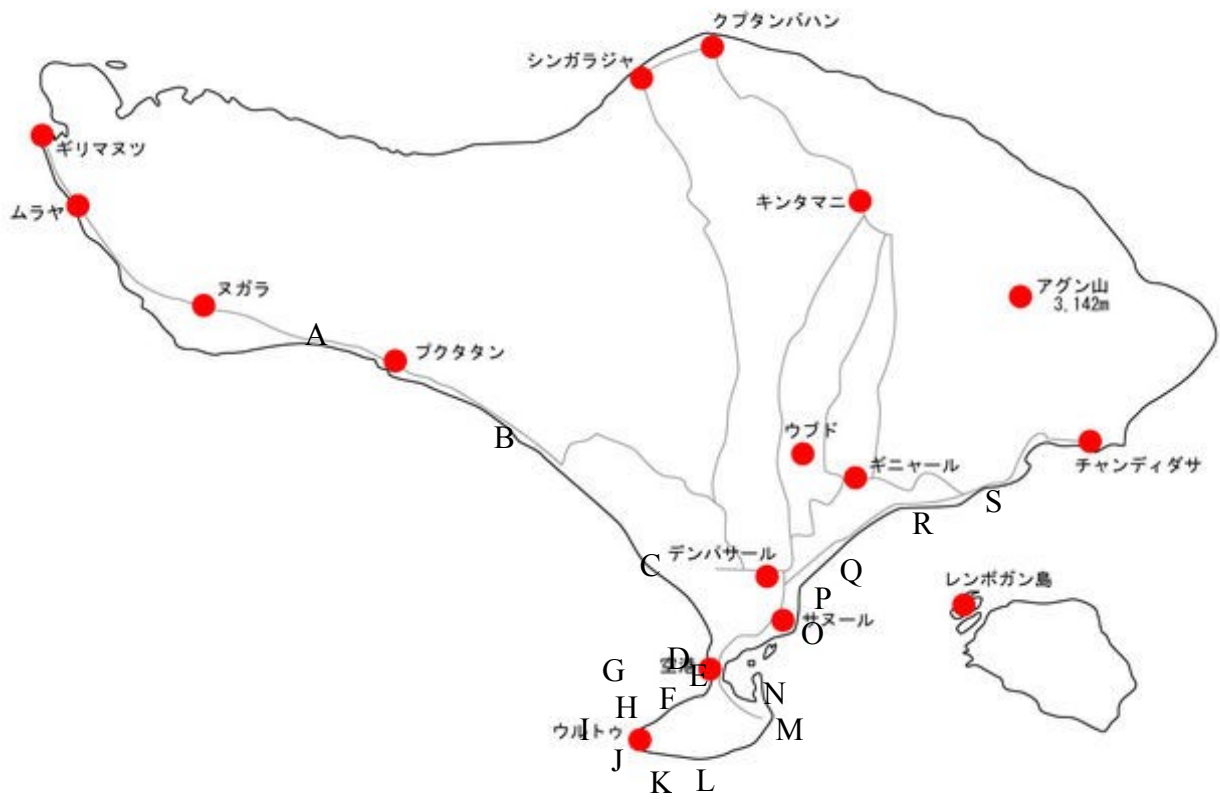 クブタンバハン
シンガラジャ
ギリマヌツ
ムラヤ
キンタマニ
ヌガラ
アグン山
3,142m
A
プクタタン
B
ウブド
ギニャール
チャンディダサ
S
R
デンパサール
C
Q
レンボガン島
P
サヌール
O
空港
D
E
G
F
N
H
ウルトゥ
I
M
J
K
L